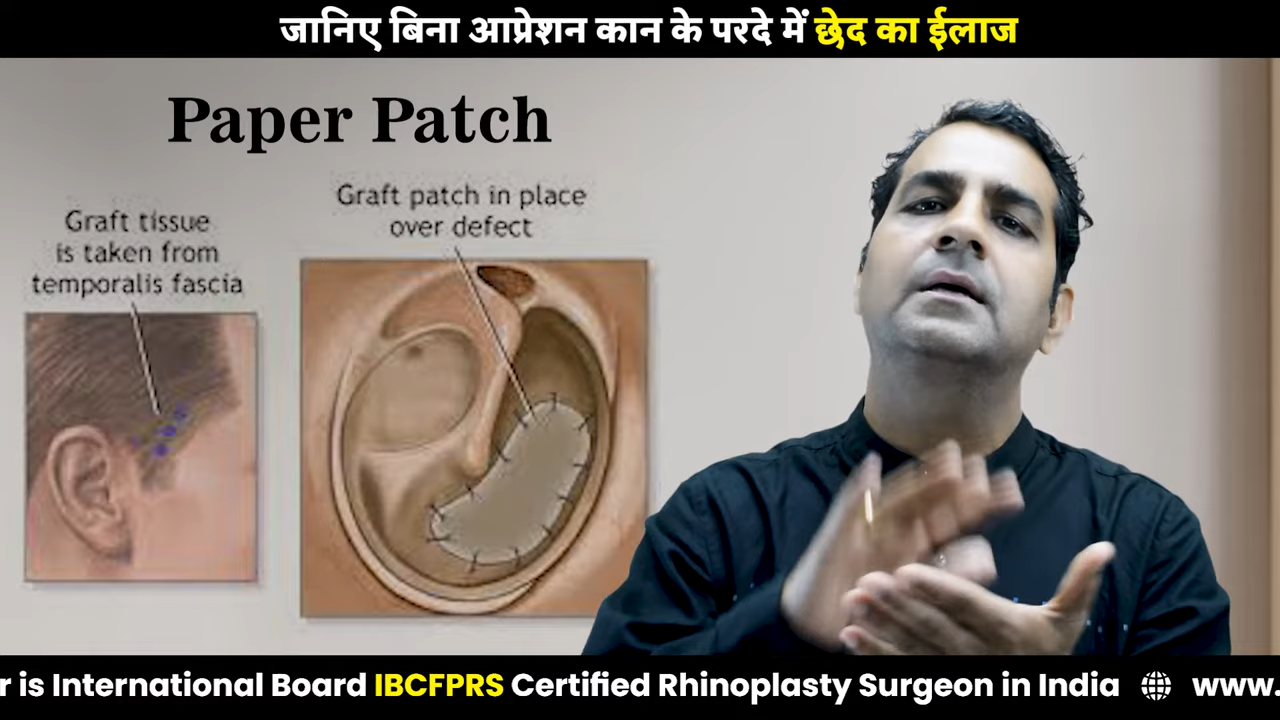 जानिए बिना आप्रेशन कान के परदे में छेद का ईलाज
Paper Patch
Graft tissue
is taken from
temporalis fascia
Graft patch in place
over defect
r is International Board IBCFPRS Certified Rhinoplasty Surgeon in India www.